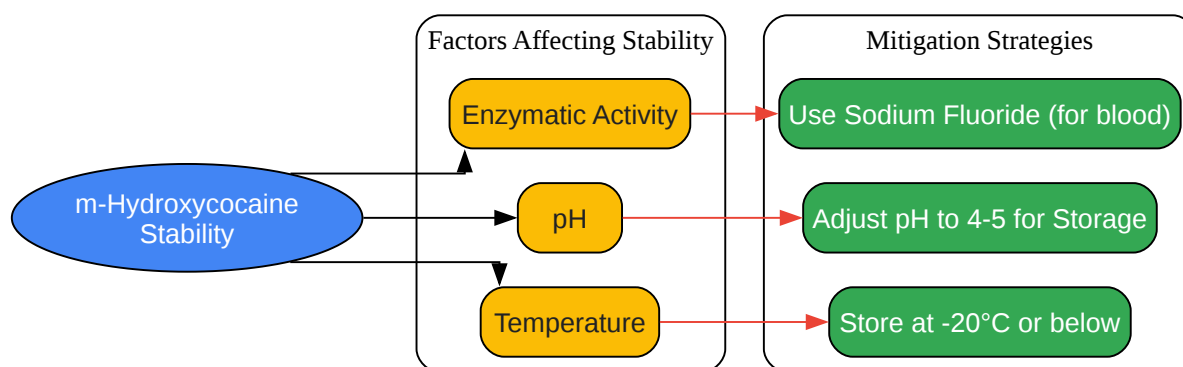 Factors Affecting Stability
Mitigation Strategies
Enzymatic Activity
Use Sodium Fluoride (for blood)
m-Hydroxycocaine
Stability
pH
Adjust pH to 4-5 for Storage
Temperature
Store at -20°C or below